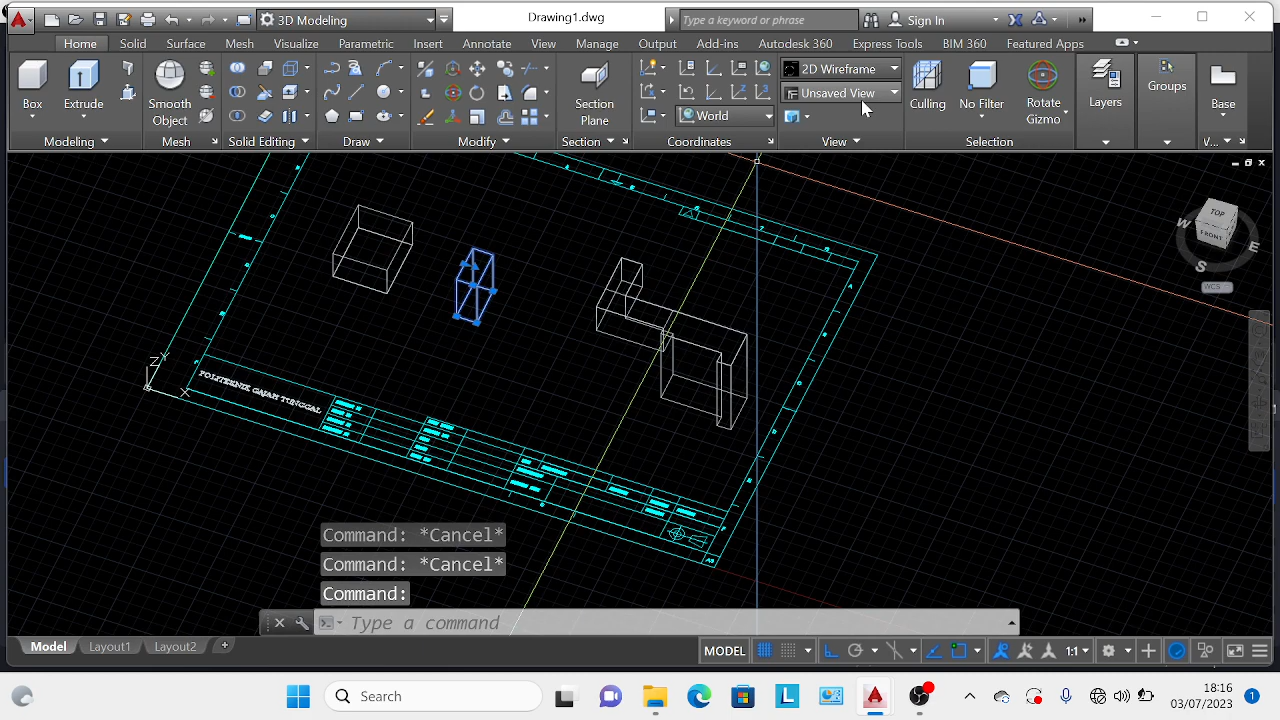 3D Modeling
Drawing1.dwg
Type a keyword or phrase
Sign In
Home Solid Surface Mesh Visualize Parametric Insert Annotate View Manage Output Add-ins Autodesk 360 Express Tools BIM 360 Featured Apps
2D Wireframe
Unsaved View
World
Box
Extrude
Smooth
Object
Section
Plane
Culling
No Filter
Rotate
Gizmo
Layers
Groups
Base
Modeling
Mesh
Solid Editing
Draw
Modify
Section
Coordinates
View
Selection
V...
TOP
FRONT
W
E
S
WCS
Z
Y
X
POLITEKNIK GAJAH TUNGGAL
A3
Command: *Cancel*
Command: *Cancel*
Command:
Type a command
Model Layout1 Layout2
MODEL
1:1
Search
18:16
03/07/2023
1